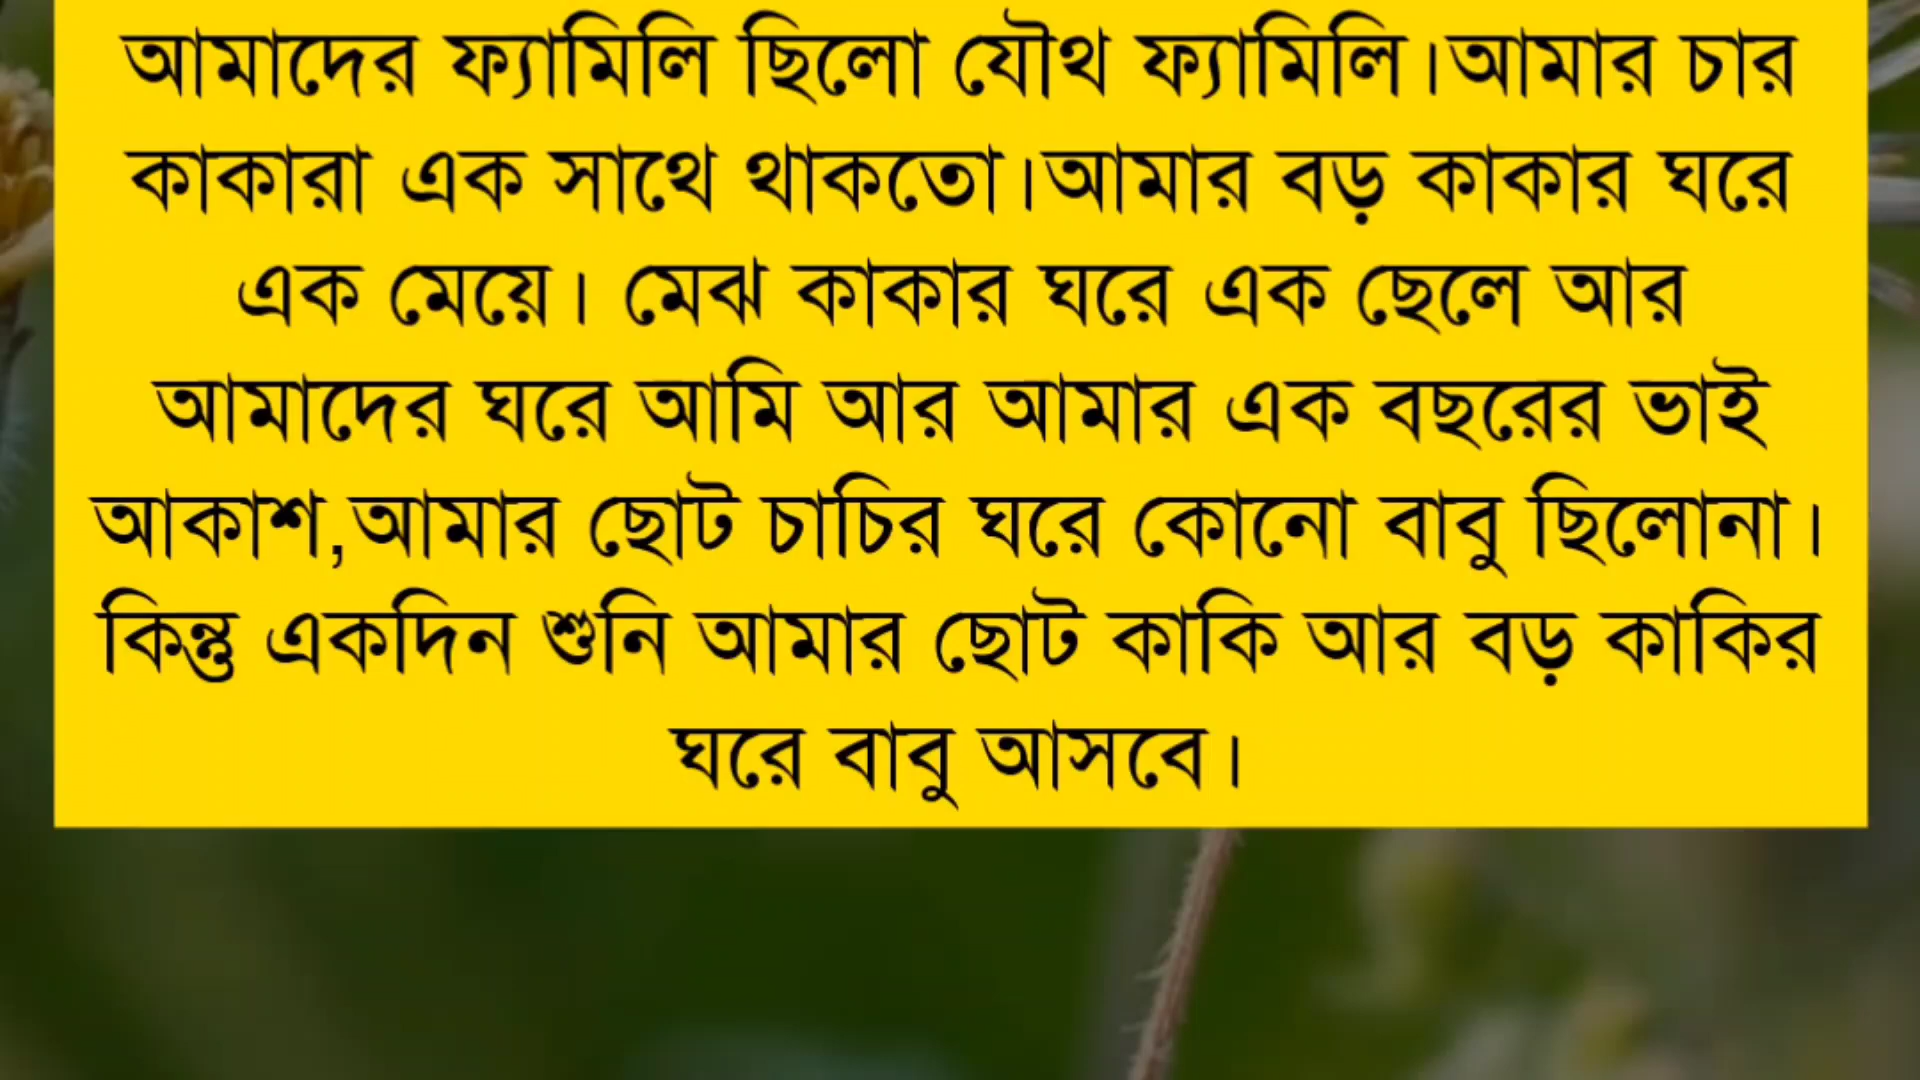 আমাদের ফ্যামিলি ছিলো যৌথ ফ্যামিলি।আমার চার
কাকারা এক সাথে থাকতো।আমার বড় কাকার ঘরে
এক মেয়ে। মেঝ কাকার ঘরে এক ছেলে আর
আমাদের ঘরে আমি আর আমার এক বছরের ভাই
আকাশ,আমার ছোট চাচির ঘরে কোনো বাবু ছিলোনা।
কিন্তু একদিন শুনি আমার ছোট কাকি আর বড় কাকির
ঘরে বাবু আসবে।